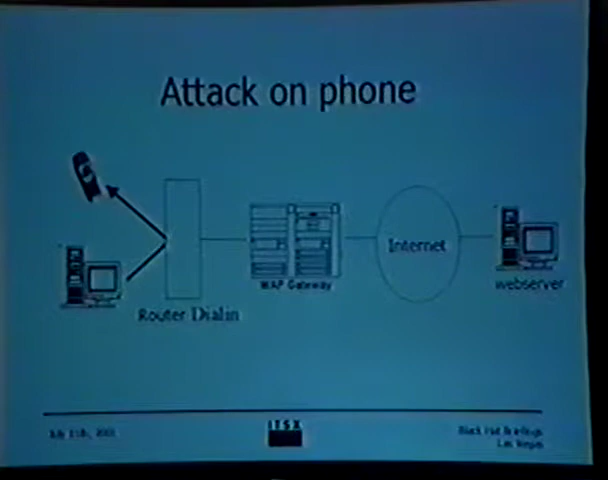 Attack on phone
Internet
WAP Gateway
webserver
Router Dialin
ITSX
Black Hat Briefings
Las Vegas